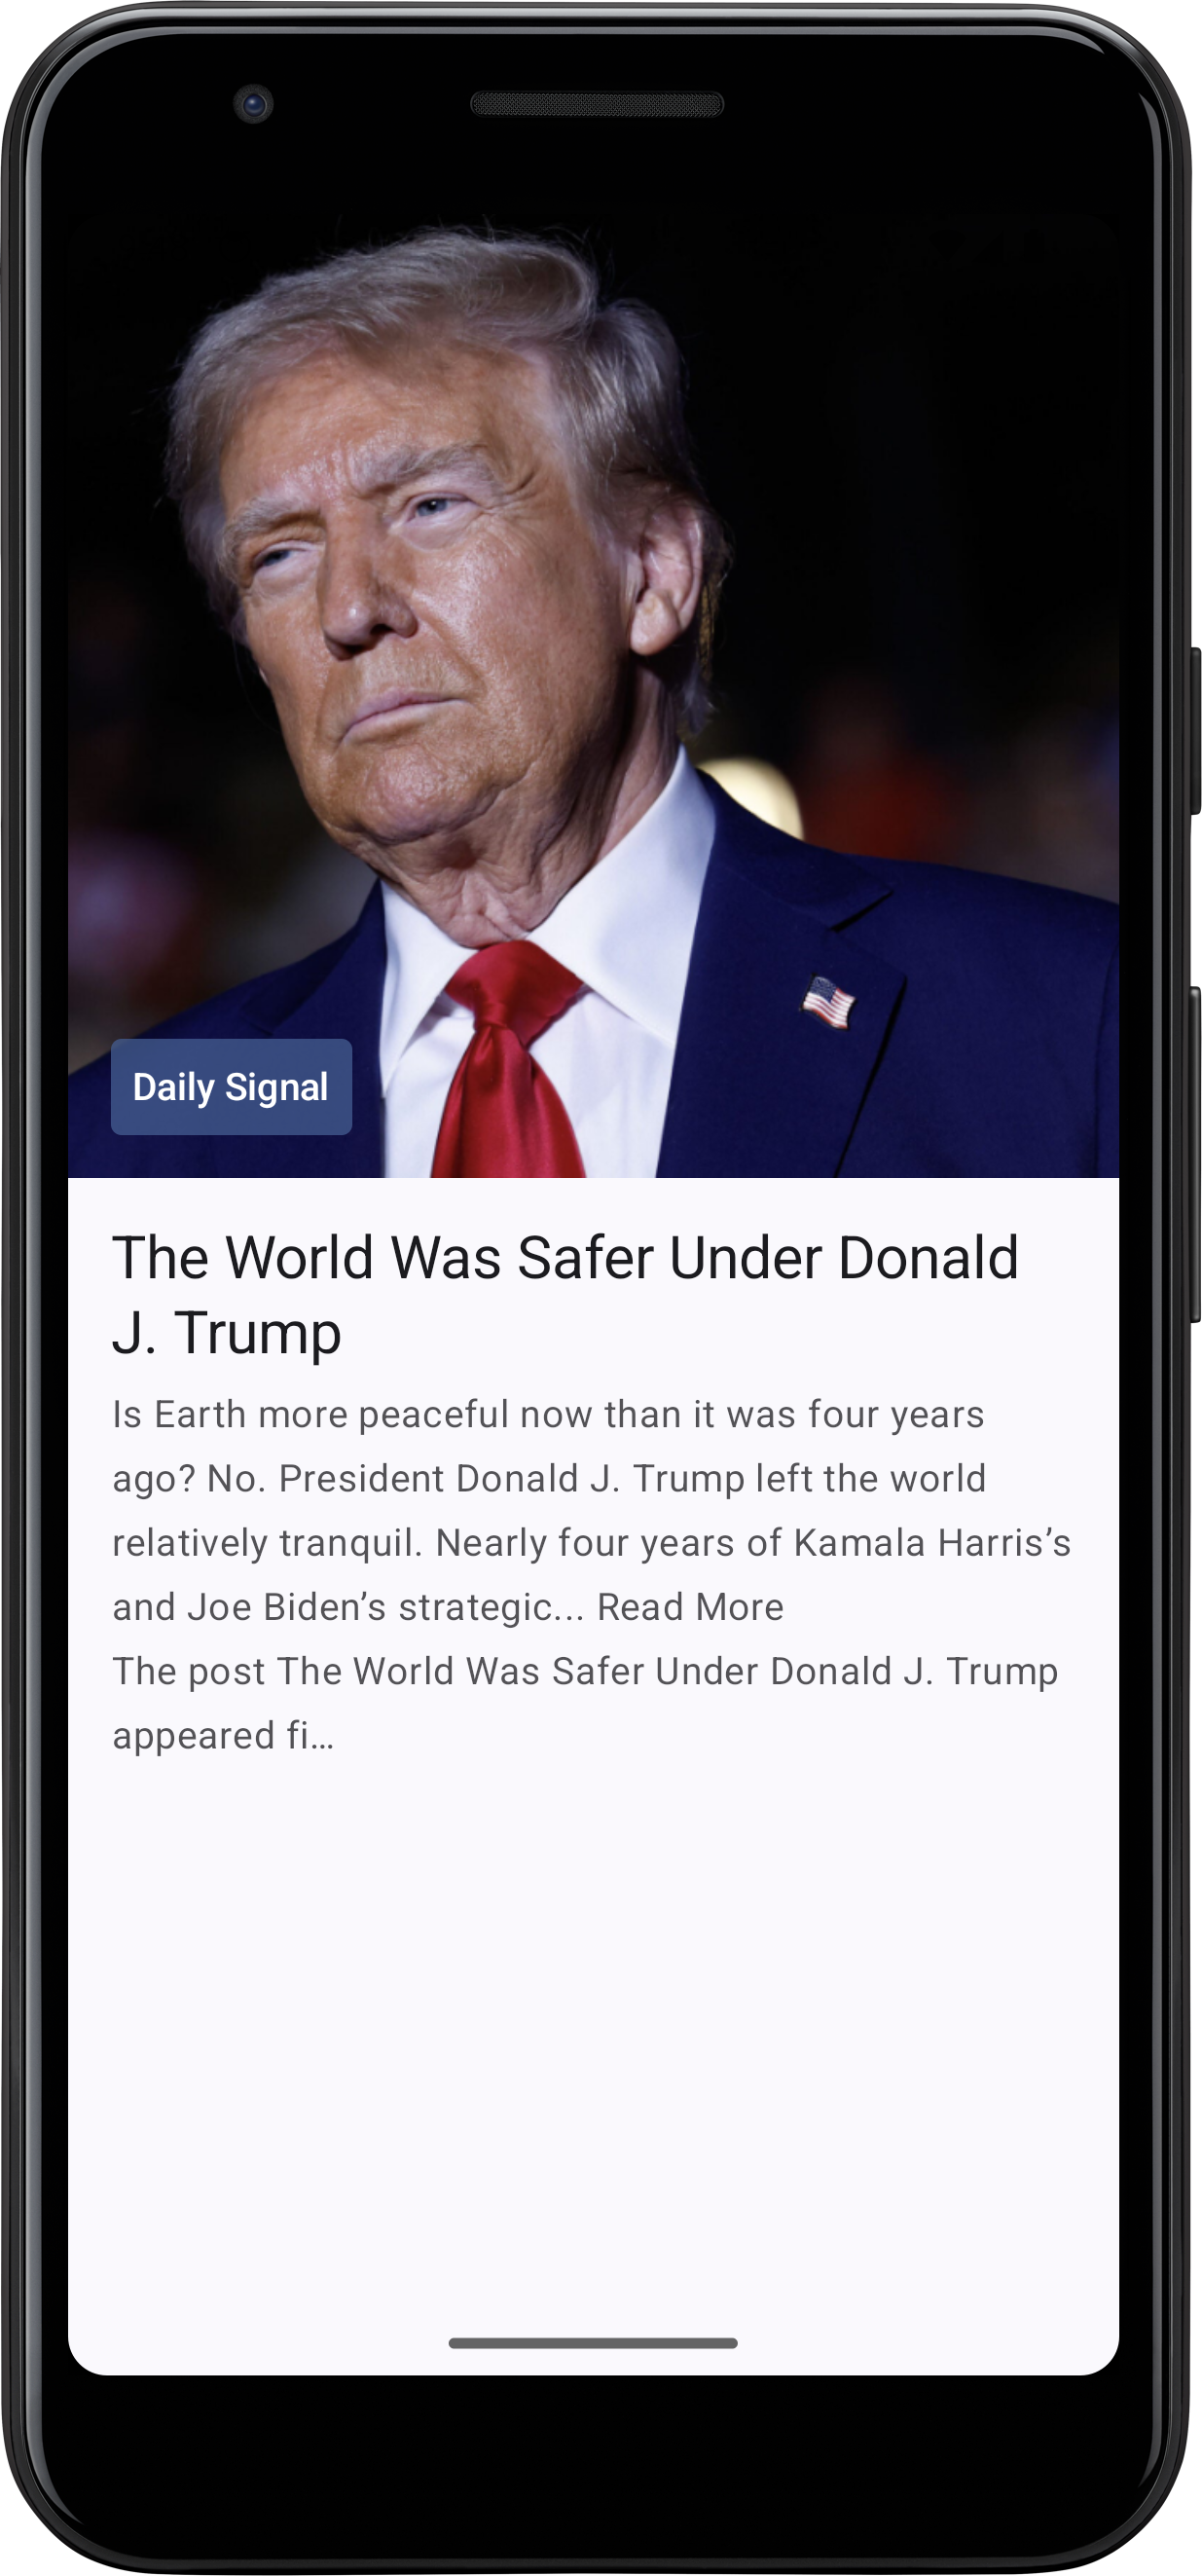 Daily Signal
The World Was Safer Under Donald
J. Trump
Is Earth more peaceful now than it was four years
ago? No. President Donald J. Trump left the world
relatively tranquil. Nearly four years of Kamala Harris’s
and Joe Biden’s strategic... Read More
The post The World Was Safer Under Donald J. Trump
appeared fi…